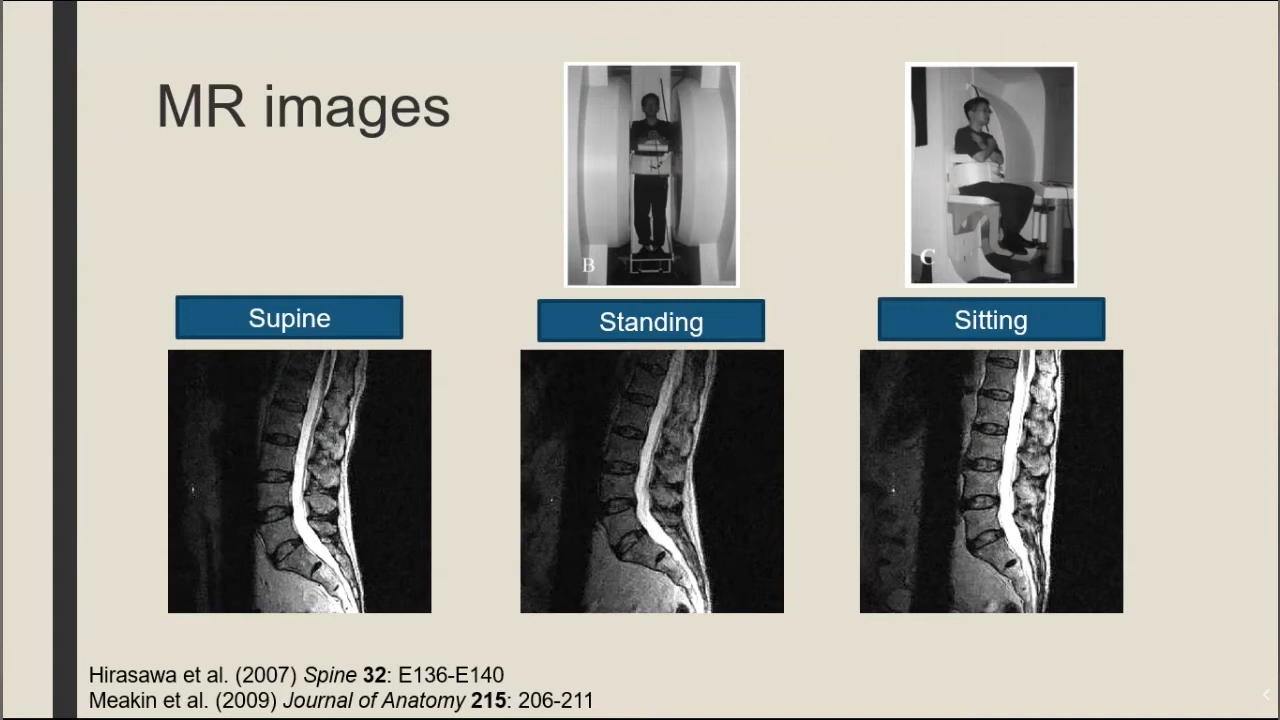 MR images
B
C
Supine
Standing
Sitting
Hirasawa et al. (2007) Spine 32: E136-E140
Meakin et al. (2009) Journal of Anatomy 215: 206-211